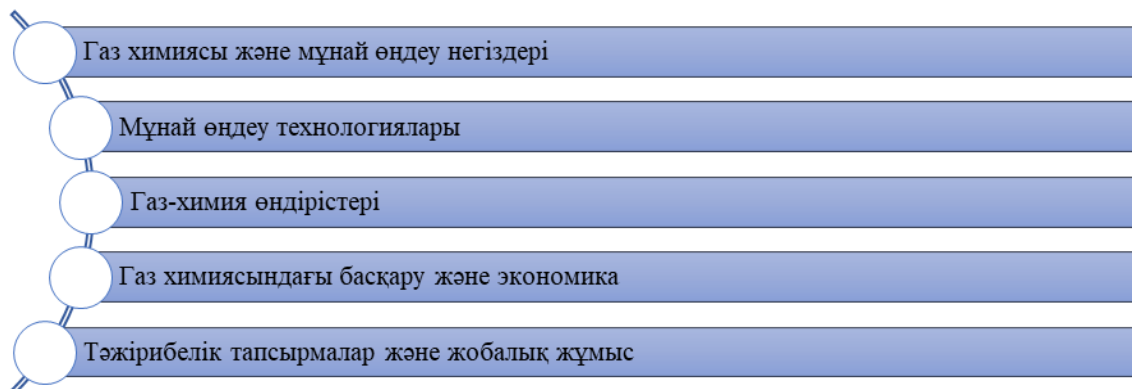 Газ химиясы және мұнай өңдеу негіздері
Мұнай өңдеу технологиялары
Газ-химия өндірістері
Газ химиясындағы басқару және экономика
Тәжірибелік тапсырмалар және жобалық жұмыс